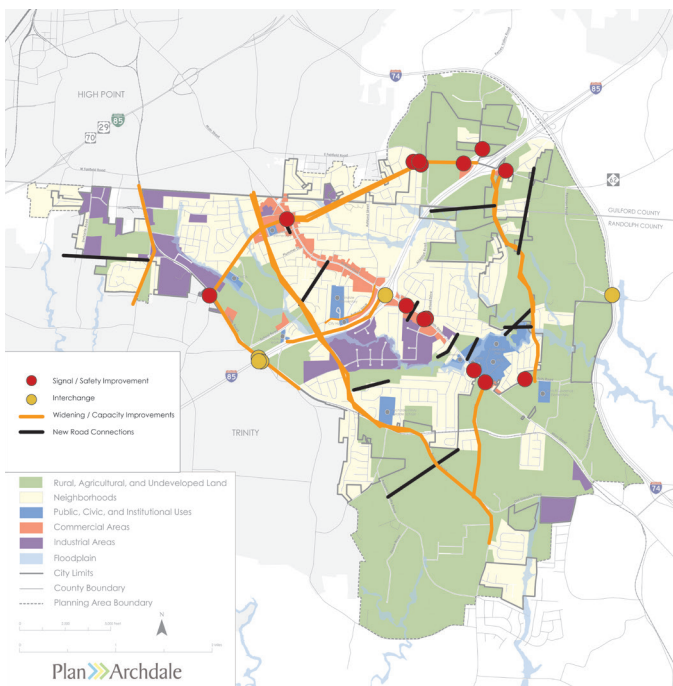 74
85
HIGH POINT
85
29
70
62
GUILFORD COUNTY
RANDOLPH COUNTY
85
TRINITY
74
Signal / Safety Improvement
Interchange
Widening / Capacity Improvements
New Road Connections
Rural, Agricultural, and Undeveloped Land
Neighborhoods
Public, Civic, and Institutional Uses
Commercial Areas
Industrial Areas
Floodplain
City Limits
County Boundary
Planning Area Boundary
N
Plan Archdale